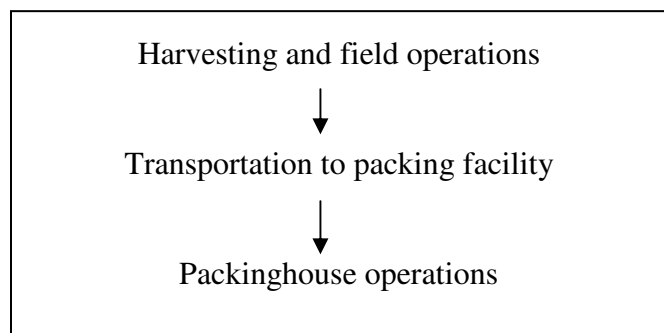 Harvesting and field operations
Transportation to packing facility
Packinghouse operations